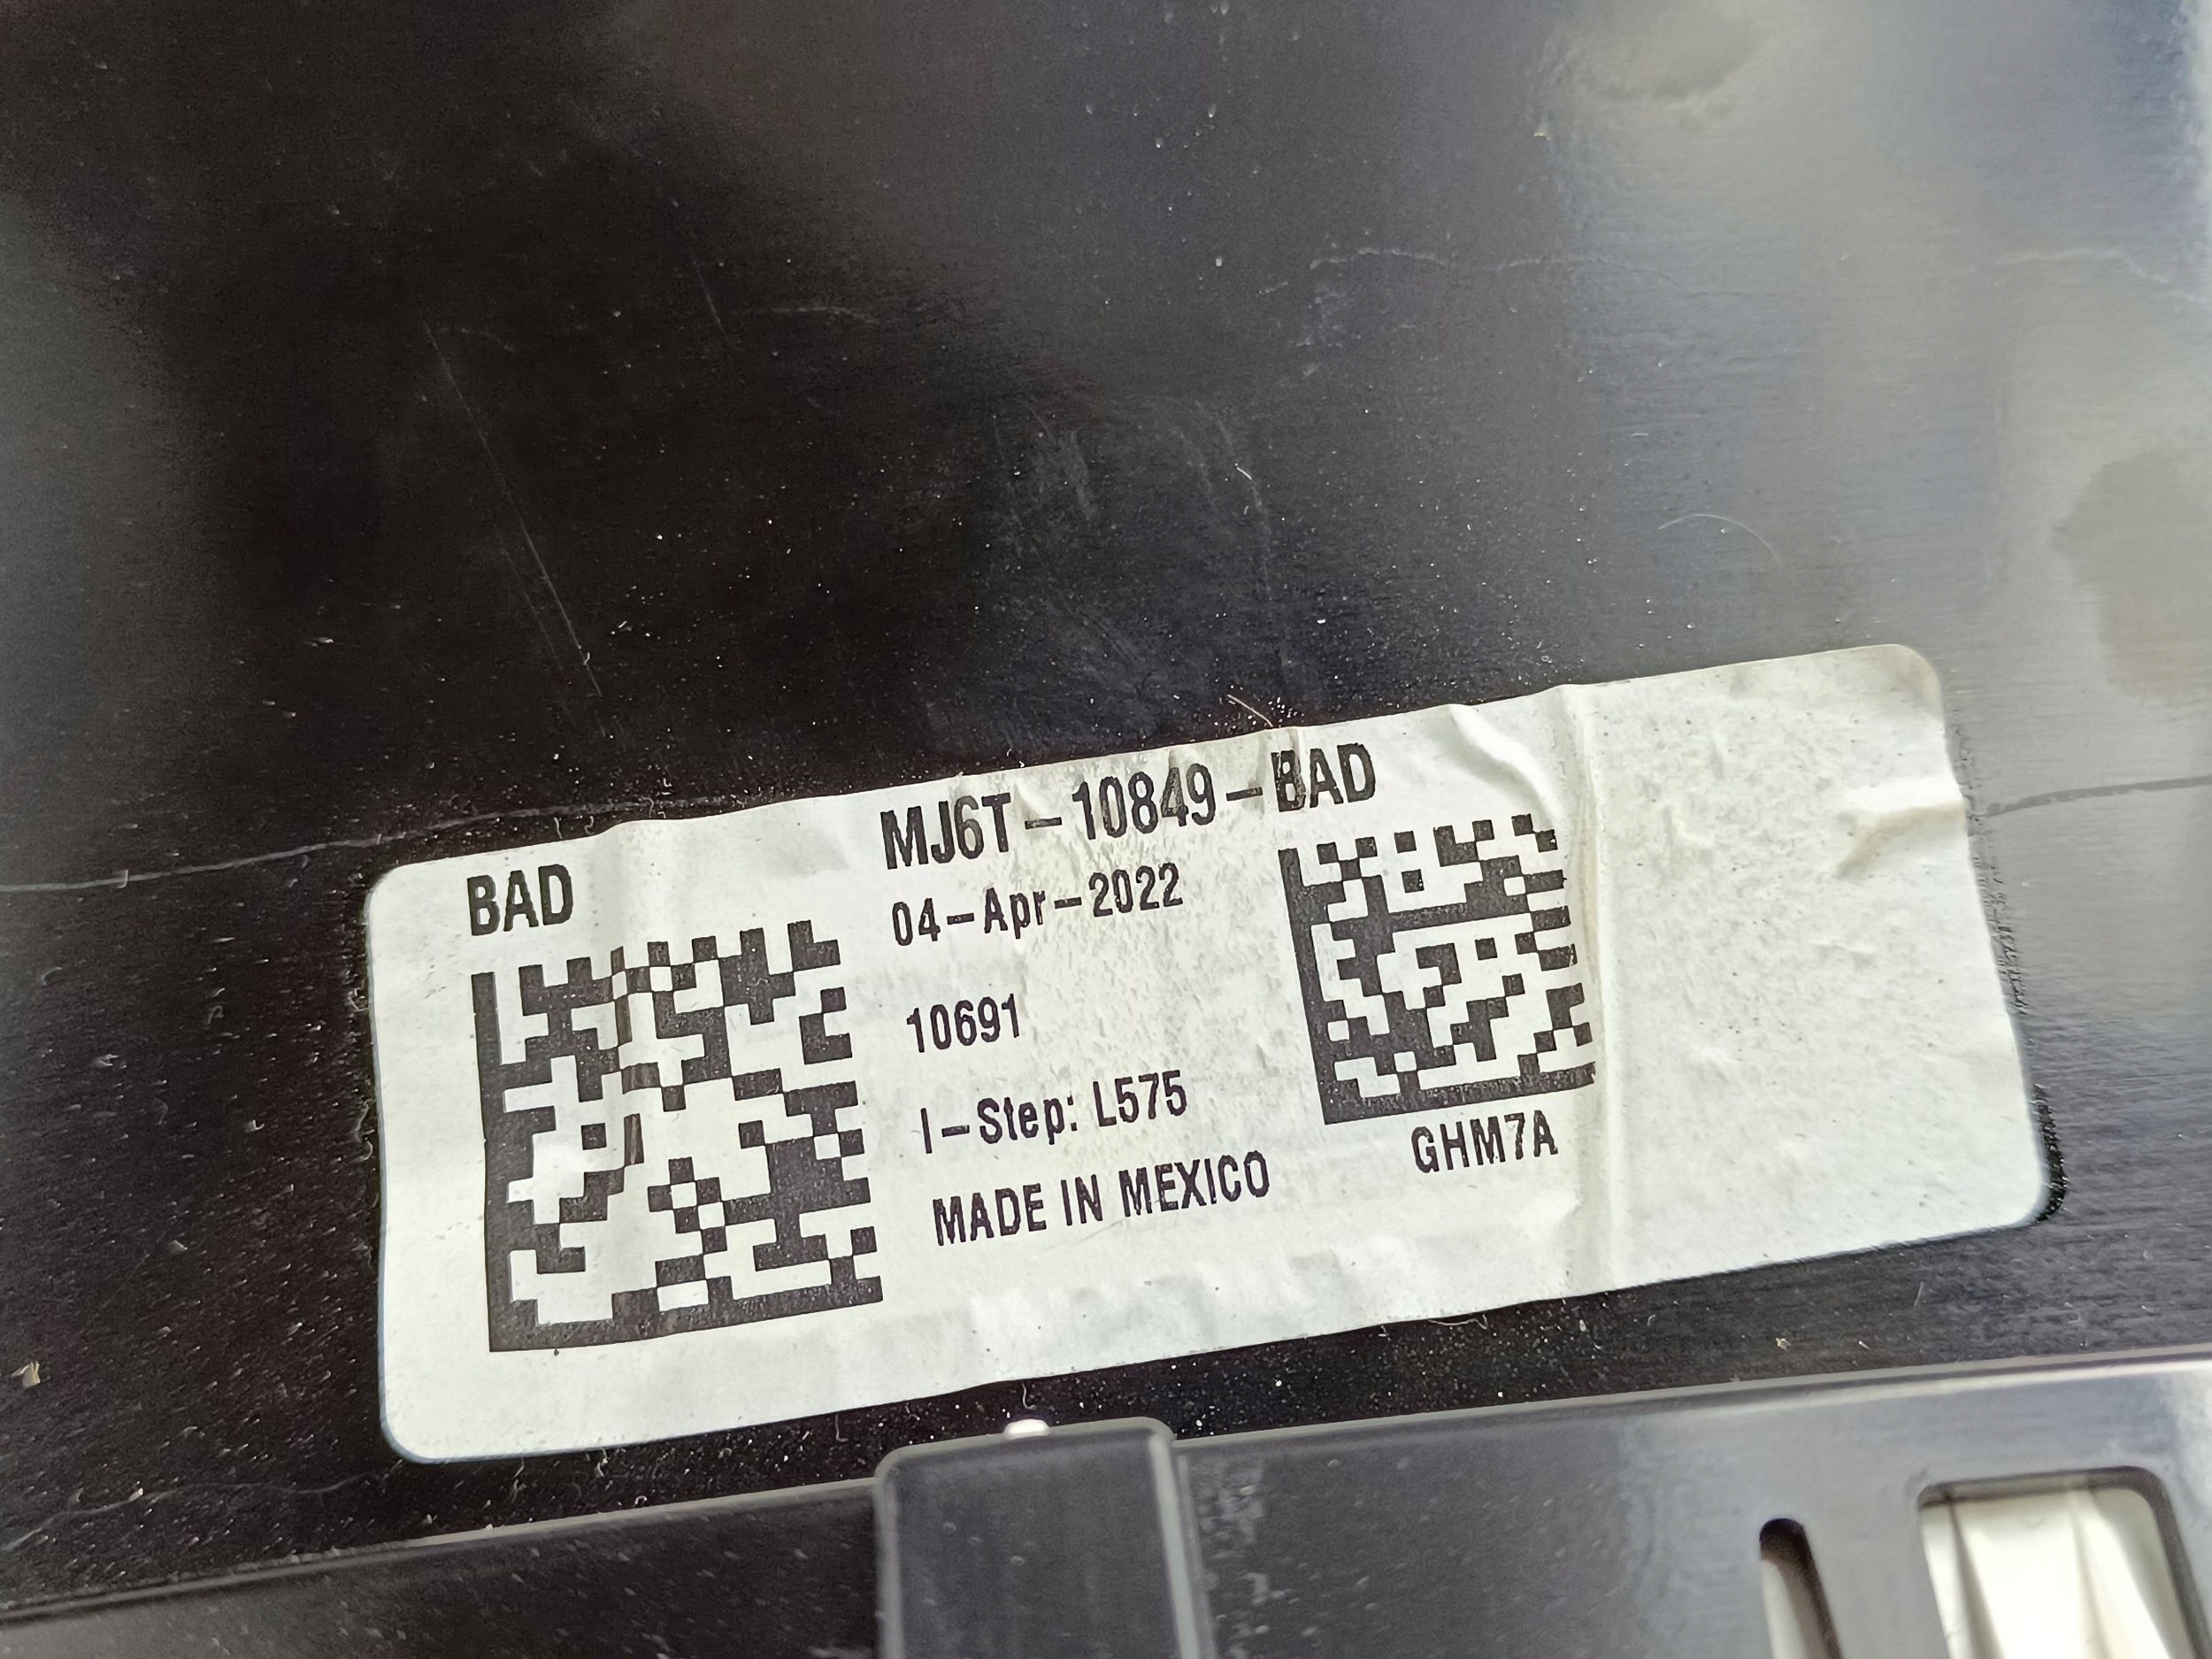 MJ6T-10849-BAD
BAD
04-Apr-2022
10691
I-Step: L575
MADE IN MEXICO
GHM7A